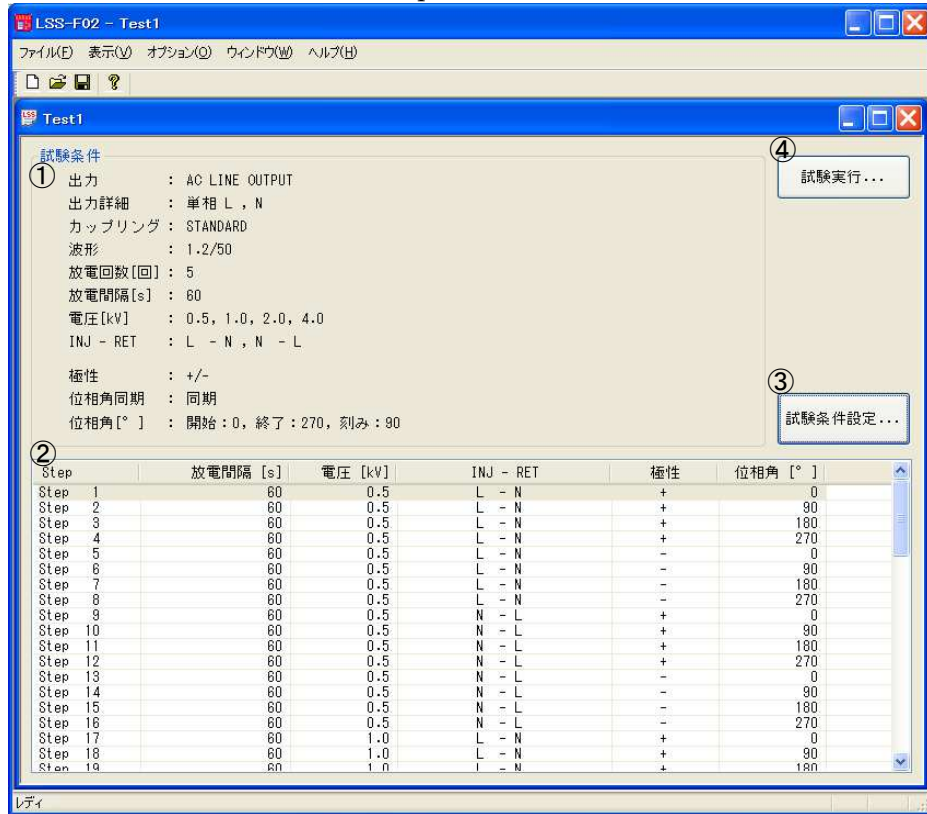 LSS-F02 - Test1
ファイル(F) 表示(V) オプション(O) ウィンドウ(W) ヘルプ(H)
Test1
試験条件
①
出力 : AC LINE OUTPUT
出力詳細 : 単相 L , N
カップリング : STANDARD
波形 : 1.2/50
放電回数[回] : 5
放電間隔[s] : 60
電圧[kV] : 0.5, 1.0, 2.0, 4.0
INJ - RET : L - N , N - L
極性 : +/-
位相角同期 : 同期
位相角[° ] : 開始:0, 終了:270, 刻み:90
④
試験実行...
③
試験条件設定...
②
Step 放電間隔 [s] 電圧 [kV] INJ - RET 極性 位相角 [° ]
Step 1 60 0.5 L - N + 0
Step 2 60 0.5 L - N + 90
Step 3 60 0.5 L - N + 180
Step 4 60 0.5 L - N + 270
Step 5 60 0.5 L - N - 0
Step 6 60 0.5 L - N - 90
Step 7 60 0.5 L - N - 180
Step 8 60 0.5 L - N - 270
Step 9 60 0.5 N - L + 0
Step 10 60 0.5 N - L + 90
Step 11 60 0.5 N - L + 180
Step 12 60 0.5 N - L + 270
Step 13 60 0.5 N - L - 0
Step 14 60 0.5 N - L - 90
Step 15 60 0.5 N - L - 180
Step 16 60 0.5 N - L - 270
Step 17 60 1.0 L - N + 0
Step 18 60 1.0 L - N + 90
Step 19 60 1.0 L - N + 180
レディ